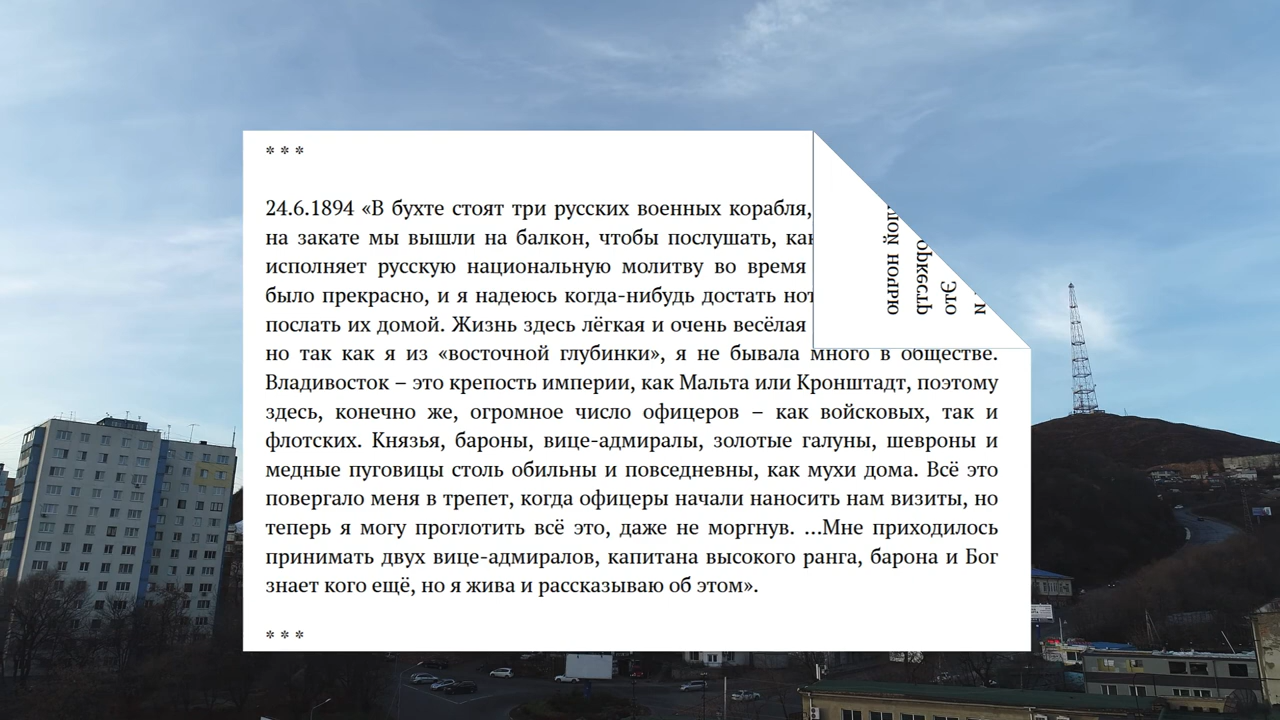 * * *
24.6.1894 «В бухте стоят три русских военных корабля,
на закате мы вышли на балкон, чтобы послушать, как
исполняет русскую национальную молитву во время
было прекрасно, и я надеюсь когда-нибудь достать
послать их домой. Жизнь здесь лёгкая и очень весёлая
но так как я из «восточной глубинки», я не бывала много в обществе.
Владивосток – это крепость империи, как Мальта или Кронштадт, поэтому
здесь, конечно же, огромное число офицеров – как войсковых, так и
флотских. Князья, бароны, вице-адмиралы, золотые галуны, шевроны и
медные пуговицы столь обильны и повседневны, как мухи дома. Всё это
повергало меня в трепет, когда офицеры начали наносить нам визиты, но
теперь я могу проглотить всё это, даже не моргнув. ...Мне приходилось
принимать двух вице-адмиралов, капитана высокого ранга, барона и Бог
знает кого ещё, но я жива и рассказываю об этом».
* * *
оркестр
Это
и